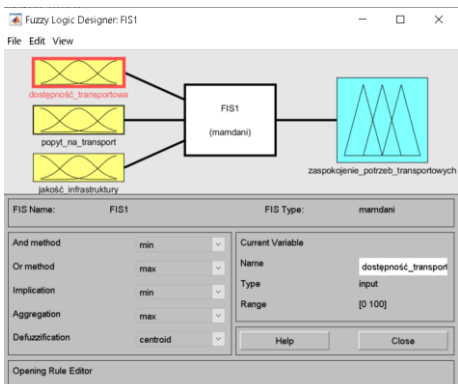 Fuzzy Logic Designer: FIS1
File Edit View
dostępność_transportowa
popyt_na_transport
jakość_infrastruktury
FIS1
(mamdani)
zaspokojenie_potrzeb_transportowych
FIS Name: FIS1 FIS Type: mamdani
And method min
Or method max
Implication min
Aggregation max
Defuzzification centroid
Current Variable
Name dostępność_transport
Type input
Range [0 100]
Help Close
Opening Rule Editor